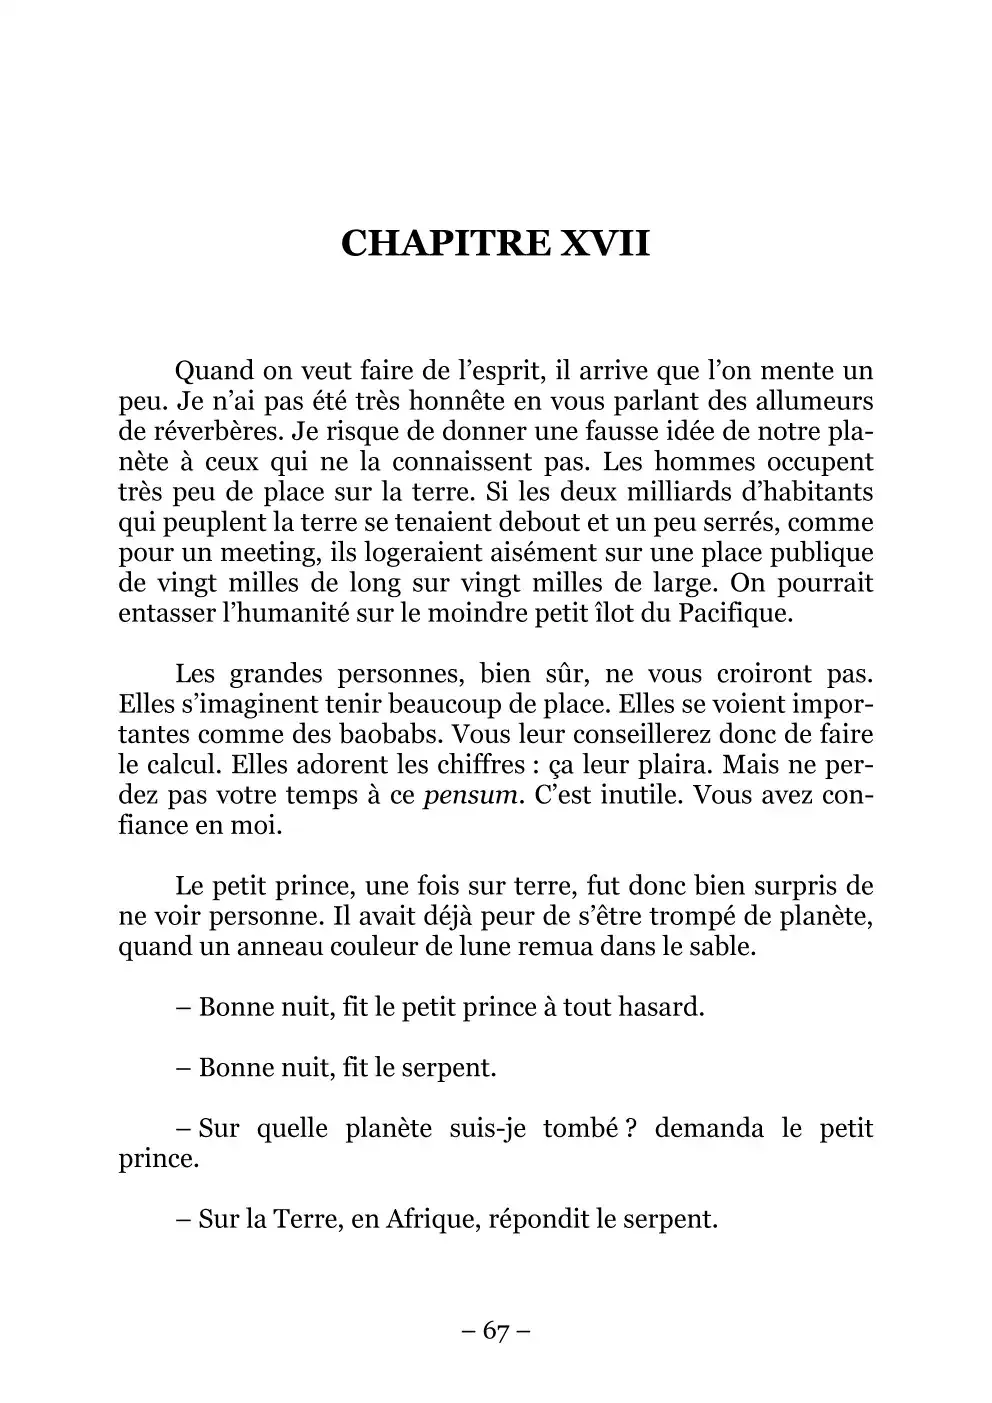 CHAPITRE XVII
Quand on veut faire de l’esprit, il arrive que l’on mente un
peu. Je n’ai pas été très honnête en vous parlant des allumeurs
de réverbères. Je risque de donner une fausse idée de notre pla-
nète à ceux qui ne la connaissent pas. Les hommes occupent
très peu de place sur la terre. Si les deux milliards d’habitants
qui peuplent la terre se tenaient debout et un peu serrés, comme
pour un meeting, ils logeraient aisément sur une place publique
de vingt milles de long sur vingt milles de large. On pourrait
entasser l’humanité sur le moindre petit îlot du Pacifique.
Les grandes personnes, bien sûr, ne vous croiront pas.
Elles s’imaginent tenir beaucoup de place. Elles se voient impor-
tantes comme des baobabs. Vous leur conseillerez donc de faire
le calcul. Elles adorent les chiffres : ça leur plaira. Mais ne per-
dez pas votre temps à ce pensum. C’est inutile. Vous avez con-
fiance en moi.
Le petit prince, une fois sur terre, fut donc bien surpris de
ne voir personne. Il avait déjà peur de s’être trompé de planète,
quand un anneau couleur de lune remua dans le sable.
– Bonne nuit, fit le petit prince à tout hasard.
– Bonne nuit, fit le serpent.
– Sur quelle planète suis-je tombé ? demanda le petit
prince.
– Sur la Terre, en Afrique, répondit le serpent.
– 67 –